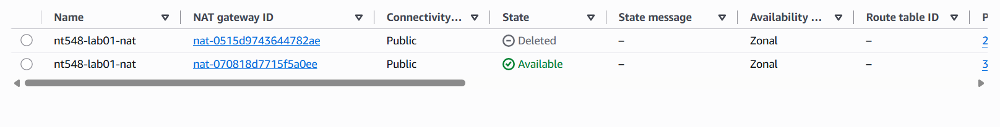 Name NAT gateway ID Connectivity... State State message Availability ... Route table ID P
nt548-lab01-nat nat-0515d9743644782ae Public Deleted – Zonal – 2
nt548-lab01-nat nat-070818d7715f5a0ee Public Available – Zonal – 3